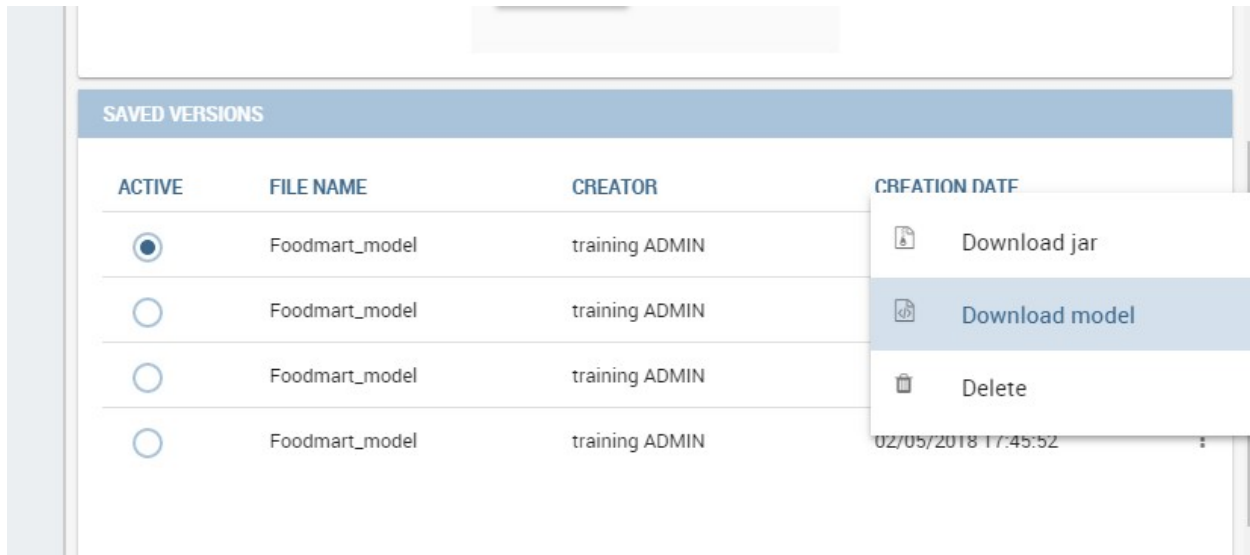 SAVED VERSIONS
ACTIVE FILE NAME CREATOR CREATION DATE
Foodmart_model training ADMIN
Download jar
Foodmart_model training ADMIN
Download model
Foodmart_model training ADMIN
Delete
Foodmart_model training ADMIN 02/05/2018 17:45:52